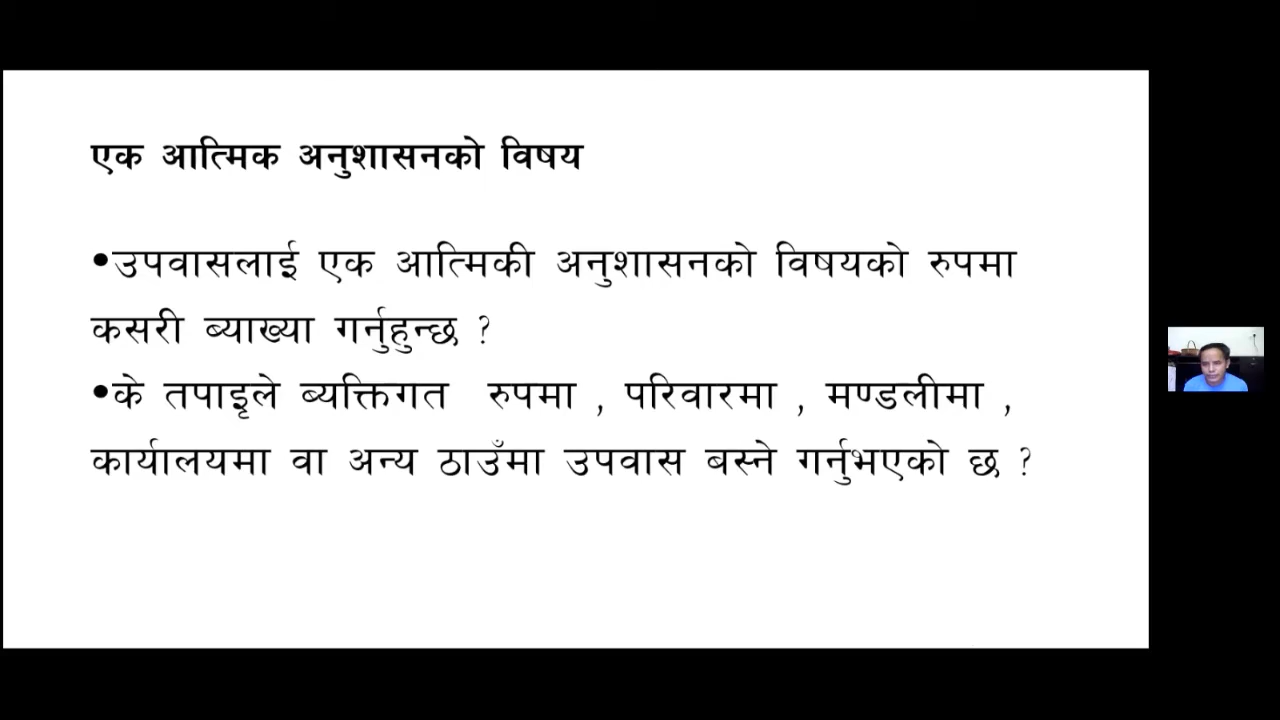 एक आत्मिक अनुशासनको विषय
•उपवासलाई एक आत्मिकी अनुशासनको विषयको रुपमा
कसरी ब्याख्या गर्नुहुन्छ ?
•के तपाइृले ब्यक्तिगत रुपमा , परिवारमा , मण्डलीमा ,
कार्यालयमा वा अन्य ठाउँमा उपवास बस्ने गर्नुभएको छ ?